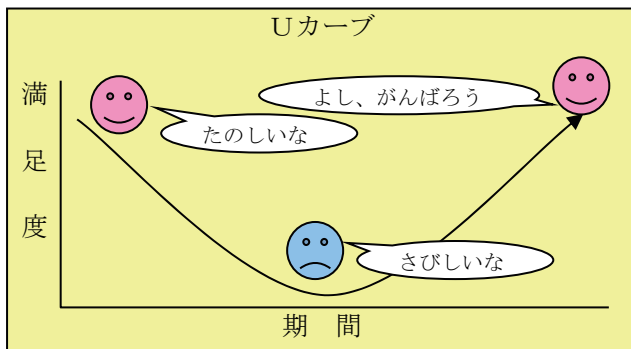 Uカーブ
満足度
たのしいな
よし、がんばろう
さびしいな
期 間